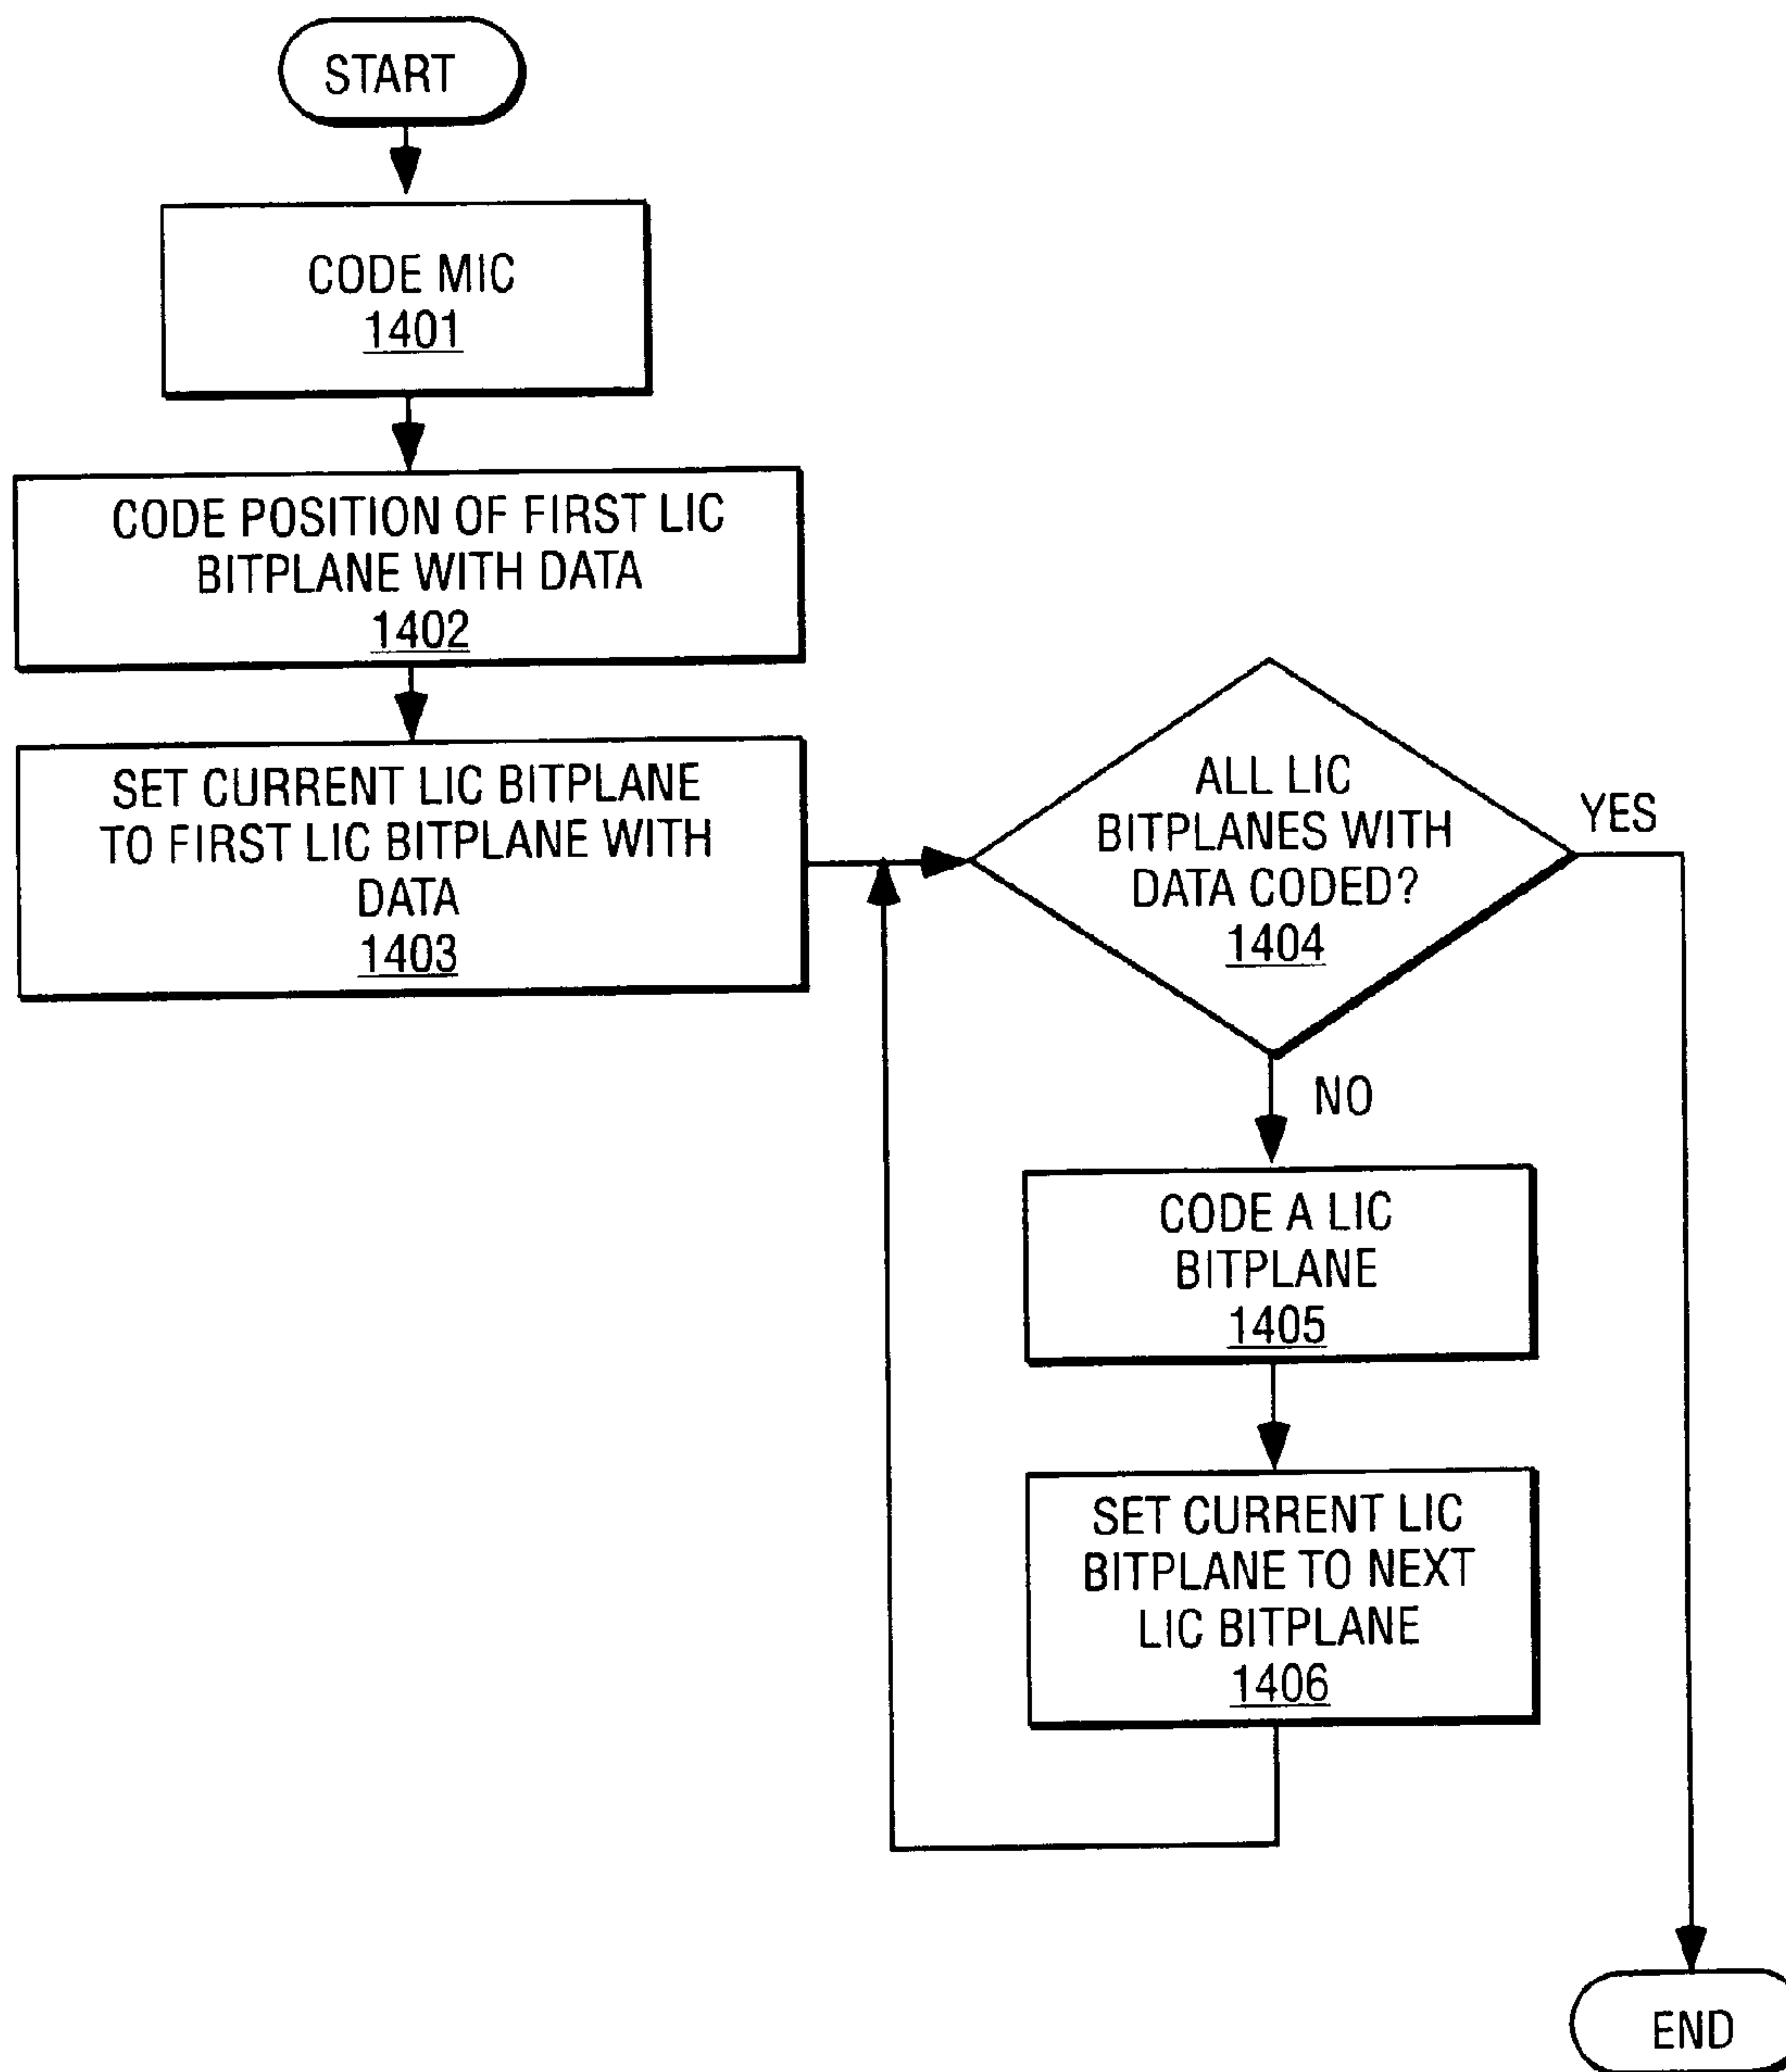 START
CODE MIC
1401
CODE POSITION OF FIRST LIC
BITPLANE WITH DATA
1402
SET CURRENT LIC BITPLANE
TO FIRST LIC BITPLANE WITH
DATA
1403
ALL LIC
BITPLANES WITH
DATA CODED?
1404
YES
NO
CODE A LIC
BITPLANE
1405
SET CURRENT LIC
BITPLANE TO NEXT
LIC BITPLANE
1406
END